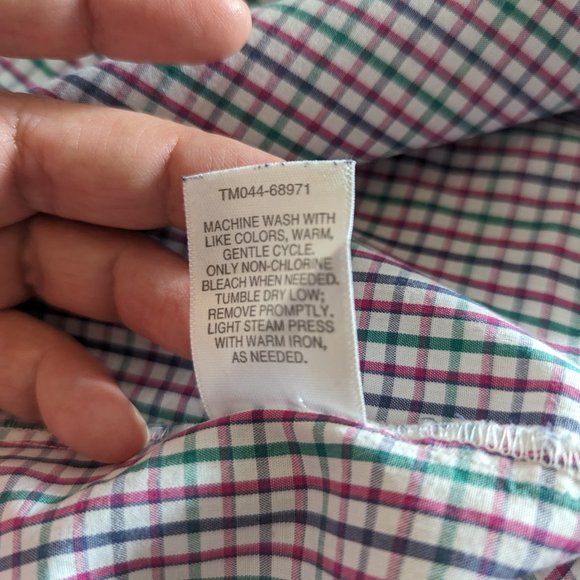 TM044-68971
MACHINE WASH WITH
LIKE COLORS, WARM,
GENTLE CYCLE.
ONLY NON-CHLORINE
BLEACH WHEN NEEDED.
TUMBLE DRY LOW;
REMOVE PROMPTLY.
LIGHT STEAM PRESS
WITH WARM IRON,
AS NEEDED.